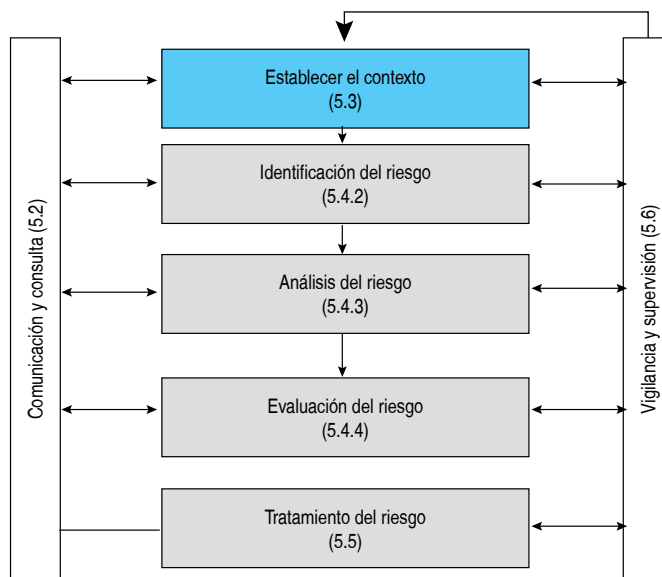 Establecer el contexto
(5.3)
Identificación del riesgo
(5.4.2)
Análisis del riesgo
(5.4.3)
Evaluación del riesgo
(5.4.4)
Tratamiento del riesgo
(5.5)
Comunicación y consulta (5.2)
Vigilancia y supervisión (5.6)